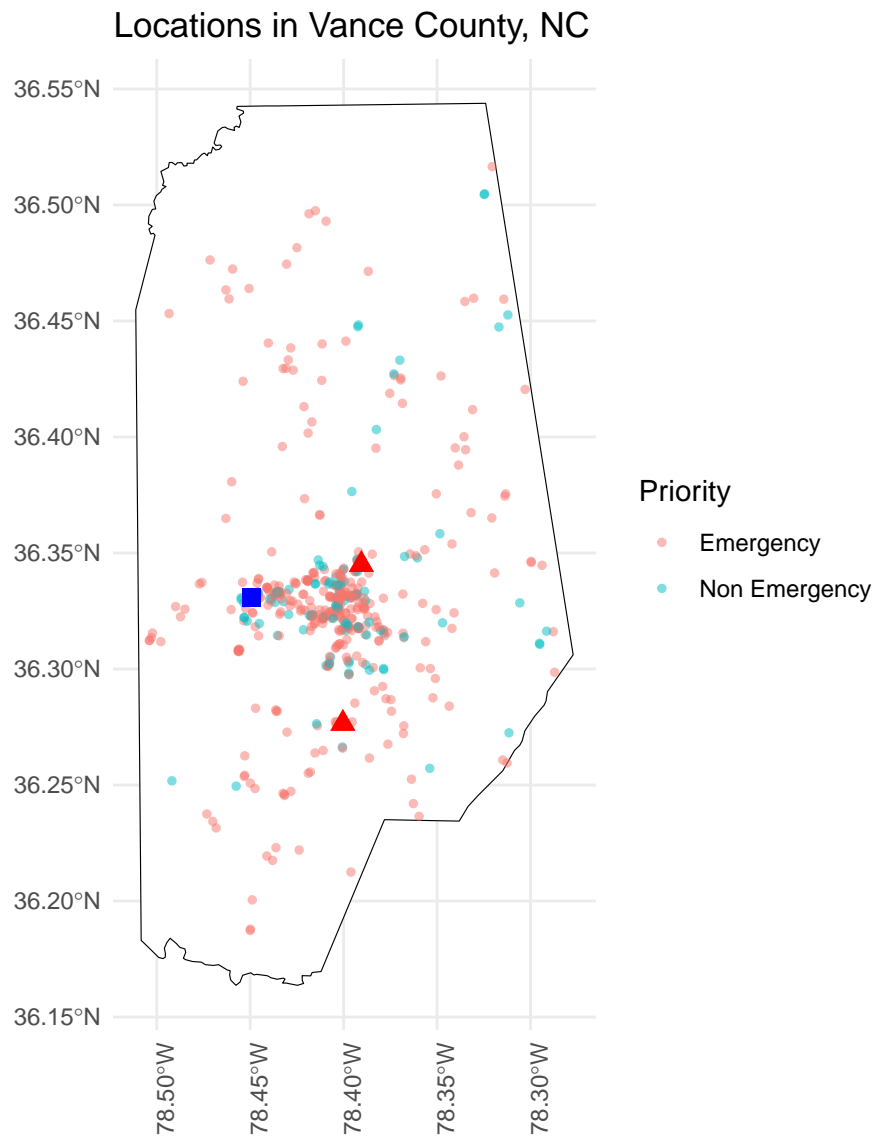 Locations in Vance County, NC
36.55°N
36.50°N
36.45°N
36.40°N
36.35°N
36.30°N
36.25°N
36.20°N
36.15°N
78.50°W
78.45°W
78.40°W
78.35°W
78.30°W
Priority
Emergency
Non Emergency